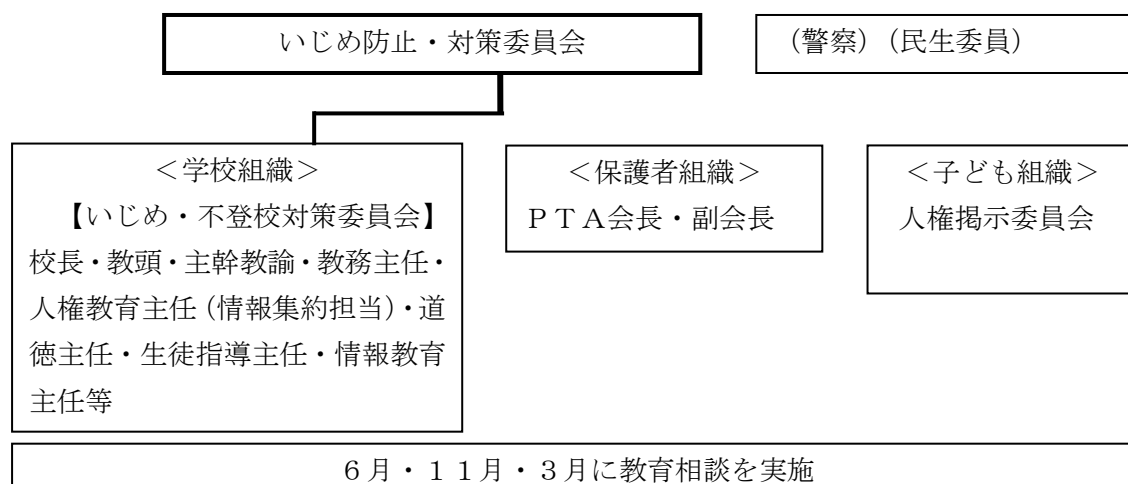 いじめ防止・対策委員会
（警察）（民生委員）
＜学校組織＞
【いじめ・不登校対策委員会】
校長・教頭・主幹教諭・教務主任・
人権教育主任（情報集約担当）・道
徳主任・生徒指導主任・情報教育
主任等
＜保護者組織＞
ＰＴＡ会長・副会長
＜子ども組織＞
人権掲示委員会
６月・１１月・３月に教育相談を実施